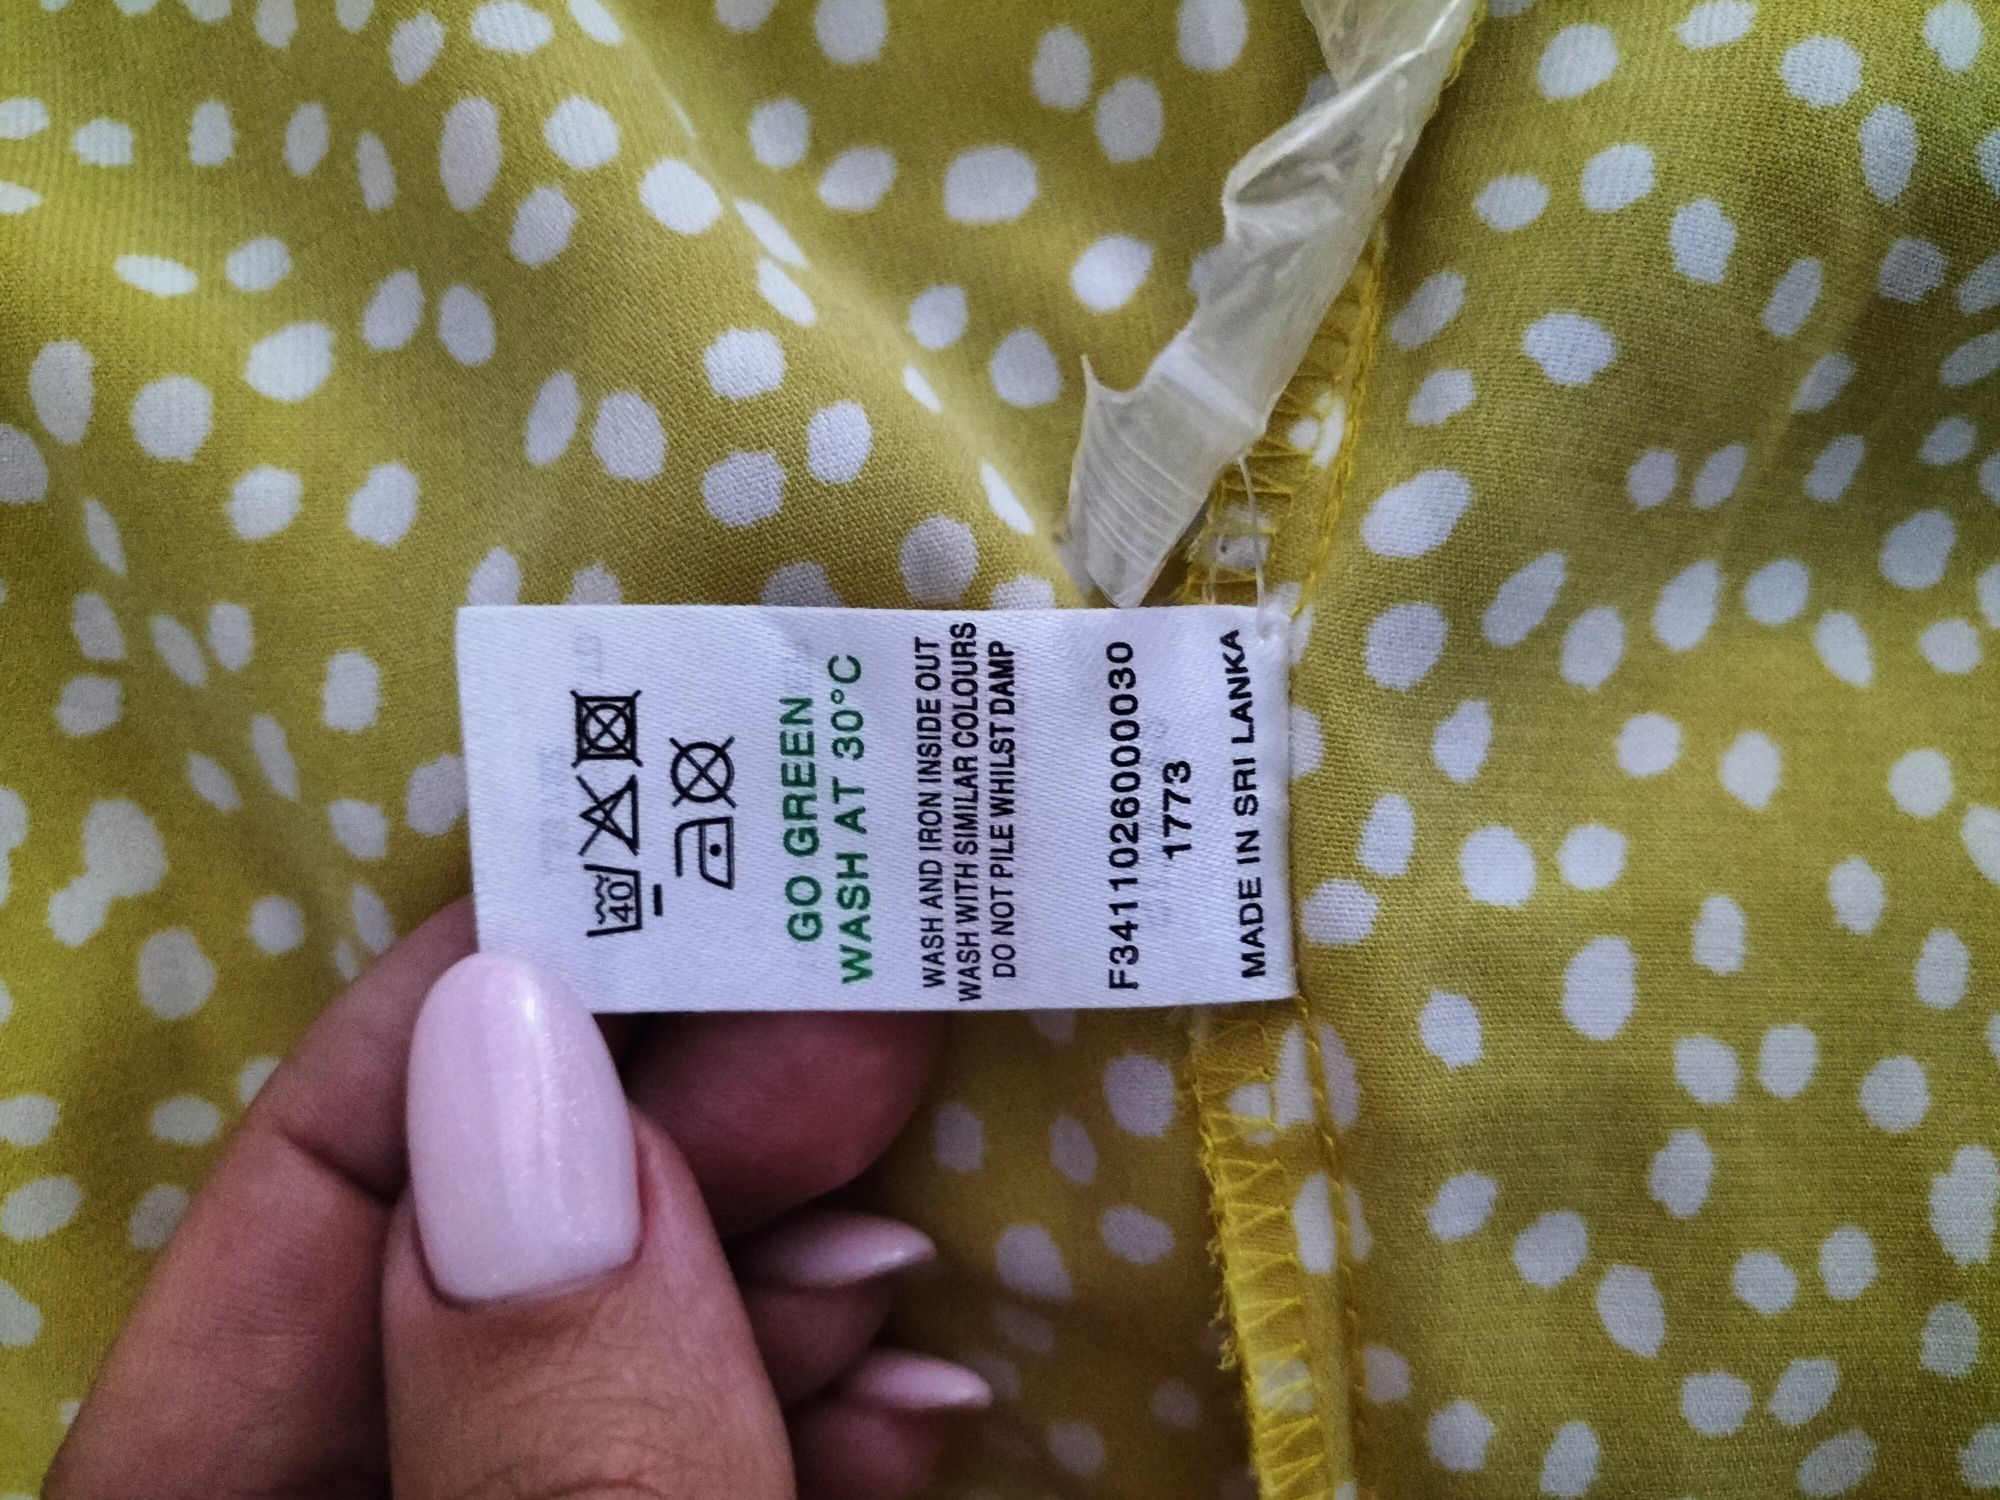 40
GO GREEN
WASH AT 30°C
WASH AND IRON INSIDE OUT
WASH WITH SIMILAR COLOURS
DO NOT PILE WHILST DAMP
F3411026000030
1773
MADE IN SRI LANKA